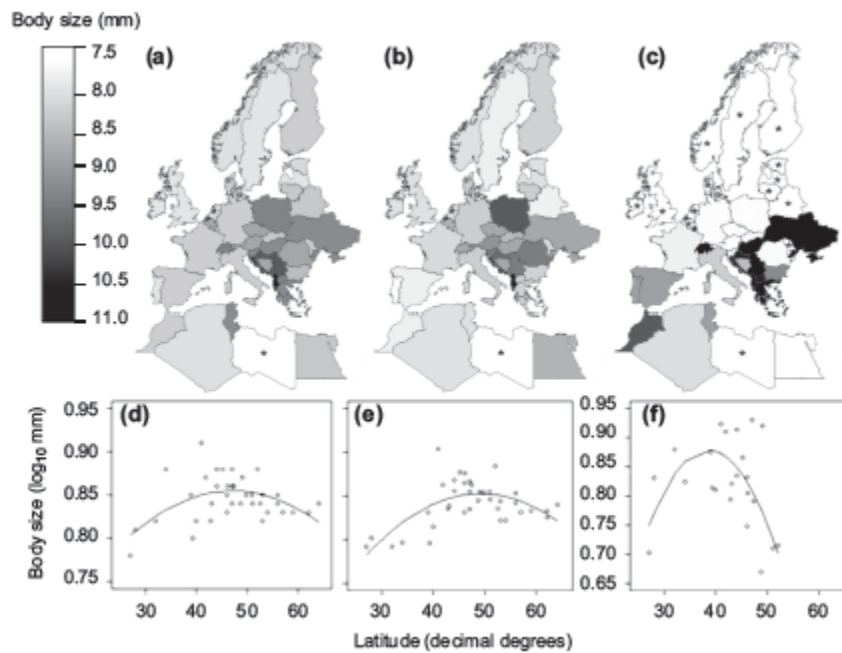 Body size (mm)
7.5
8.0
8.5
9.0
9.5
10.0
10.5
11.0
(a)
(b)
(c)
(d)
(e)
(f)
Body size (log10 mm)
0.95
0.90
0.85
0.80
0.75
0.95
0.90
0.85
0.80
0.75
0.70
0.65
30 40 50 60
30 40 50 60
30 40 50 60
Latitude (decimal degrees)